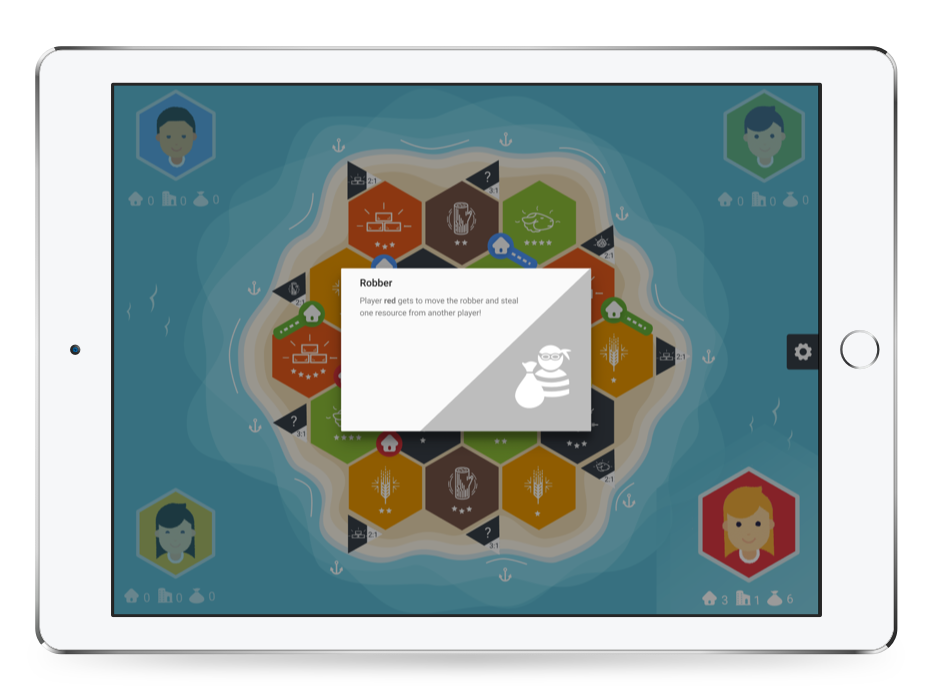 0 0 0
0 0 0
2:1
?
3:1
2:1
2:1
Robber
Player red gets to move the robber and steal
one resource from another player!
2:1
?
3:1
2:1
2:1
?
3:1
0 0 0
3 1 6